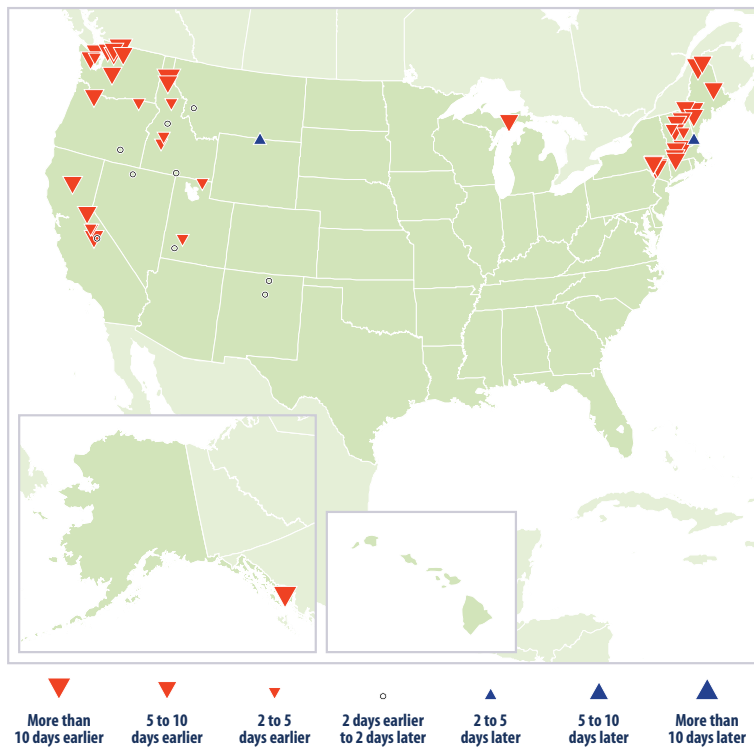 More than
10 days earlier
5 to 10
days earlier
2 to 5
days earlier
2 days earlier
to 2 days later
2 to 5
days later
5 to 10
days later
More than
10 days later